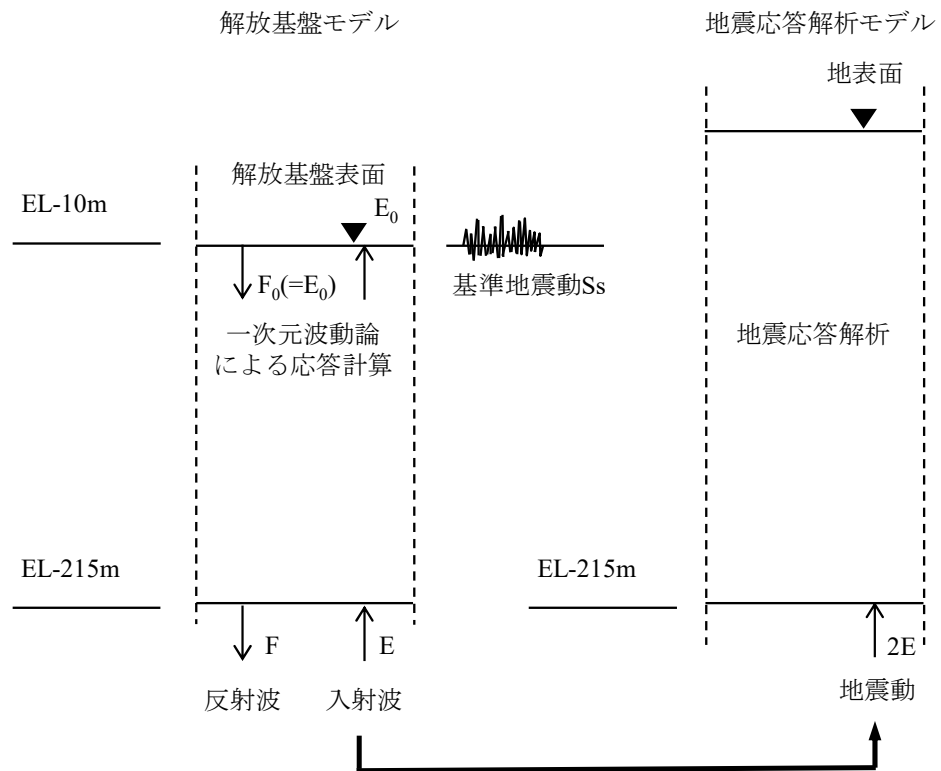 解放基盤モデル
地震応答解析モデル
地表面
解放基盤表面
EL-10m
E₀
F₀(=E₀)
基準地震動Ss
一次元波動論
による応答計算
地震応答解析
EL-215m
EL-215m
F
E
2E
反射波
入射波
地震動